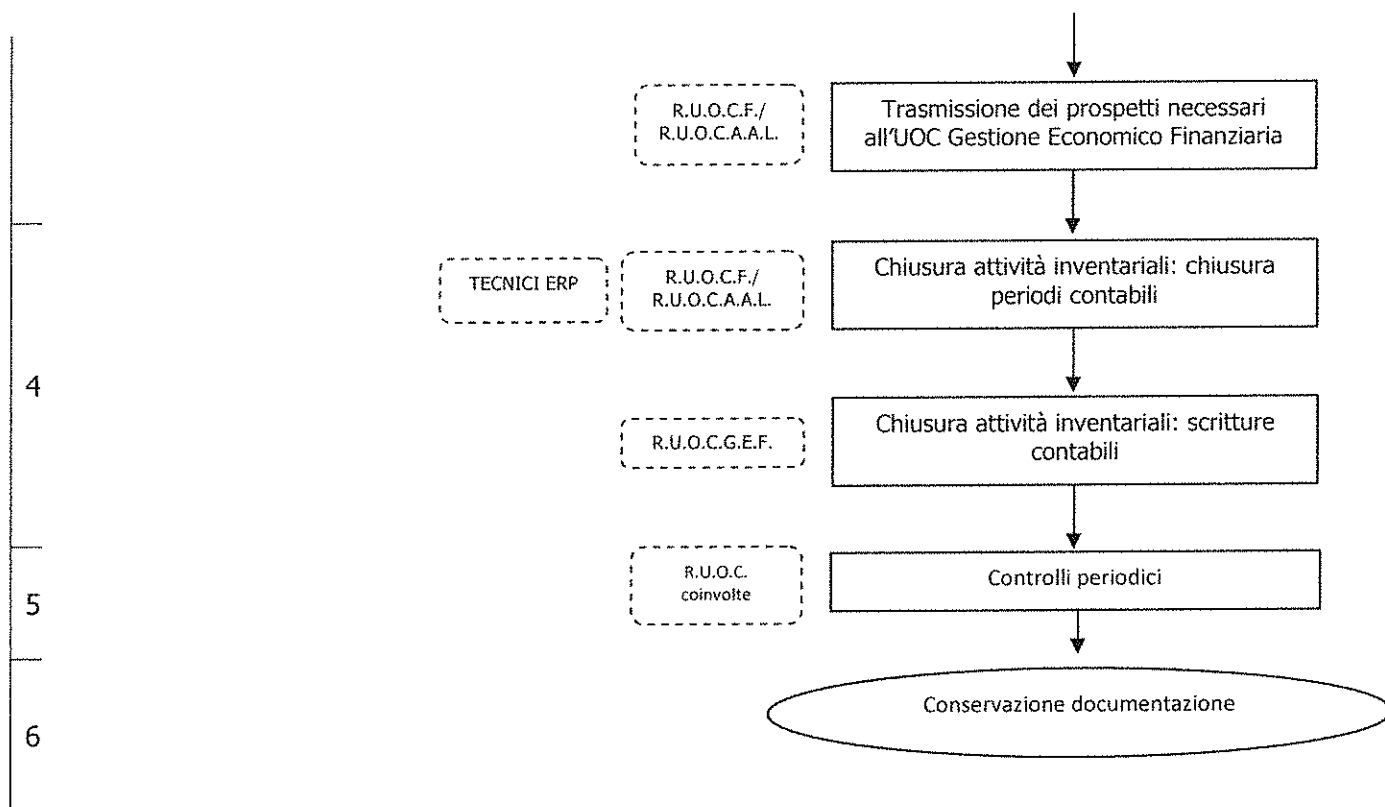 R.U.O.C.F./
R.U.O.C.A.A.L.
Trasmissione dei prospetti necessari
all'UOC Gestione Economico Finanziaria
TECNICI ERP
R.U.O.C.F./
R.U.O.C.A.A.L.
Chiusura attività inventariali: chiusura
periodi contabili
4
R.U.O.C.G.E.F.
Chiusura attività inventariali: scritture
contabili
5
R.U.O.C.
coinvolte
Controlli periodici
6
Conservazione documentazione